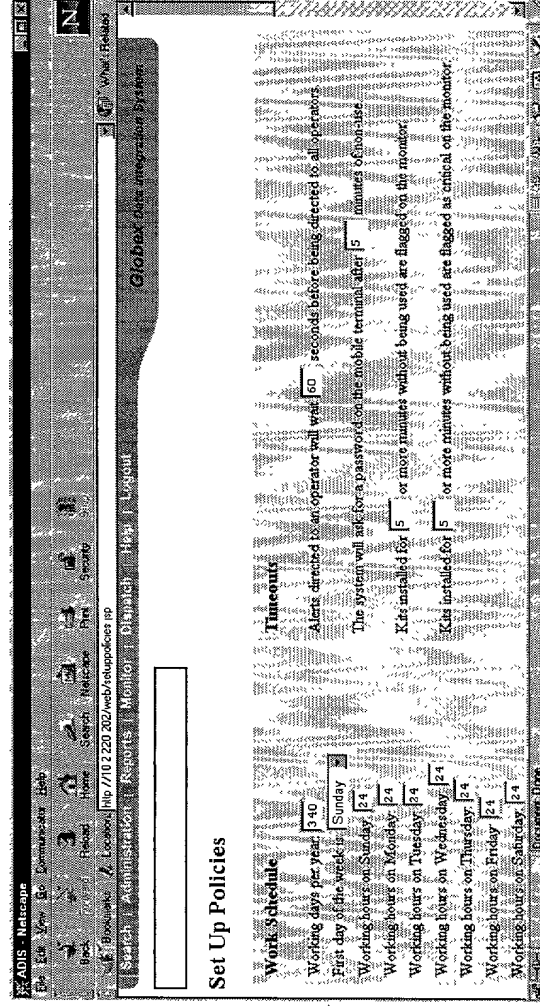 ADIS - Netscape
File Edit View Go Communicator Help
Back Reload Home Search Netscape Print Security Stop
Bookmarks Location: http //10 2 220 202/web/setuppolicies jsp What's Related
Search | Administration | Reports | Monitor | Dispatch | Help | Logout
Globex Data Integration System
Set Up Policies
Work Schedule
Working days per year: 340
First day of the week is: Sunday
Working hours on Sunday: 24
Working hours on Monday: 24
Working hours on Tuesday: 24
Working hours on Wednesday: 24
Working hours on Thursday: 24
Working hours on Friday: 24
Working hours on Saturday: 24
Timeouts
Alerts directed to an operator will wait 60 seconds before being directed to all operators.
The system will ask for a password on the mobile terminal after 5 minutes of non-use.
Kits installed for 5 or more minutes without being used are flagged on the monitor.
Kits installed for 5 or more minutes without being used are flagged as critical on the monitor.
Document: Done